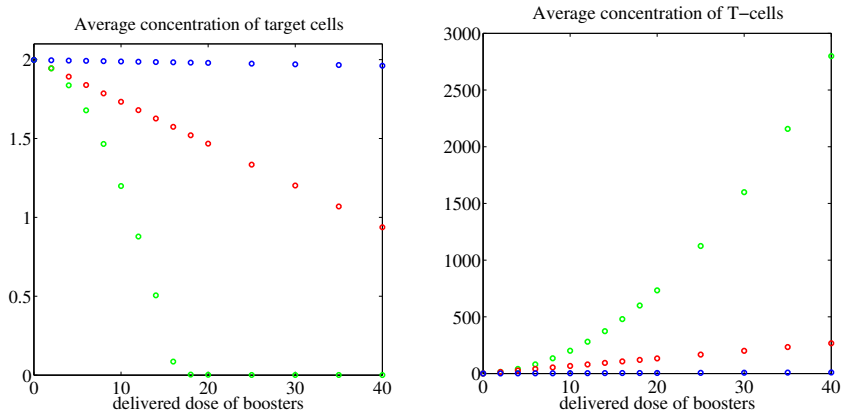 Average concentration of target cells
2
1.5
1
0.5
0
0 10 20 30 40
delivered dose of boosters
Average concentration of T−cells
3000
2500
2000
1500
1000
500
0
0 10 20 30 40
delivered dose of boosters